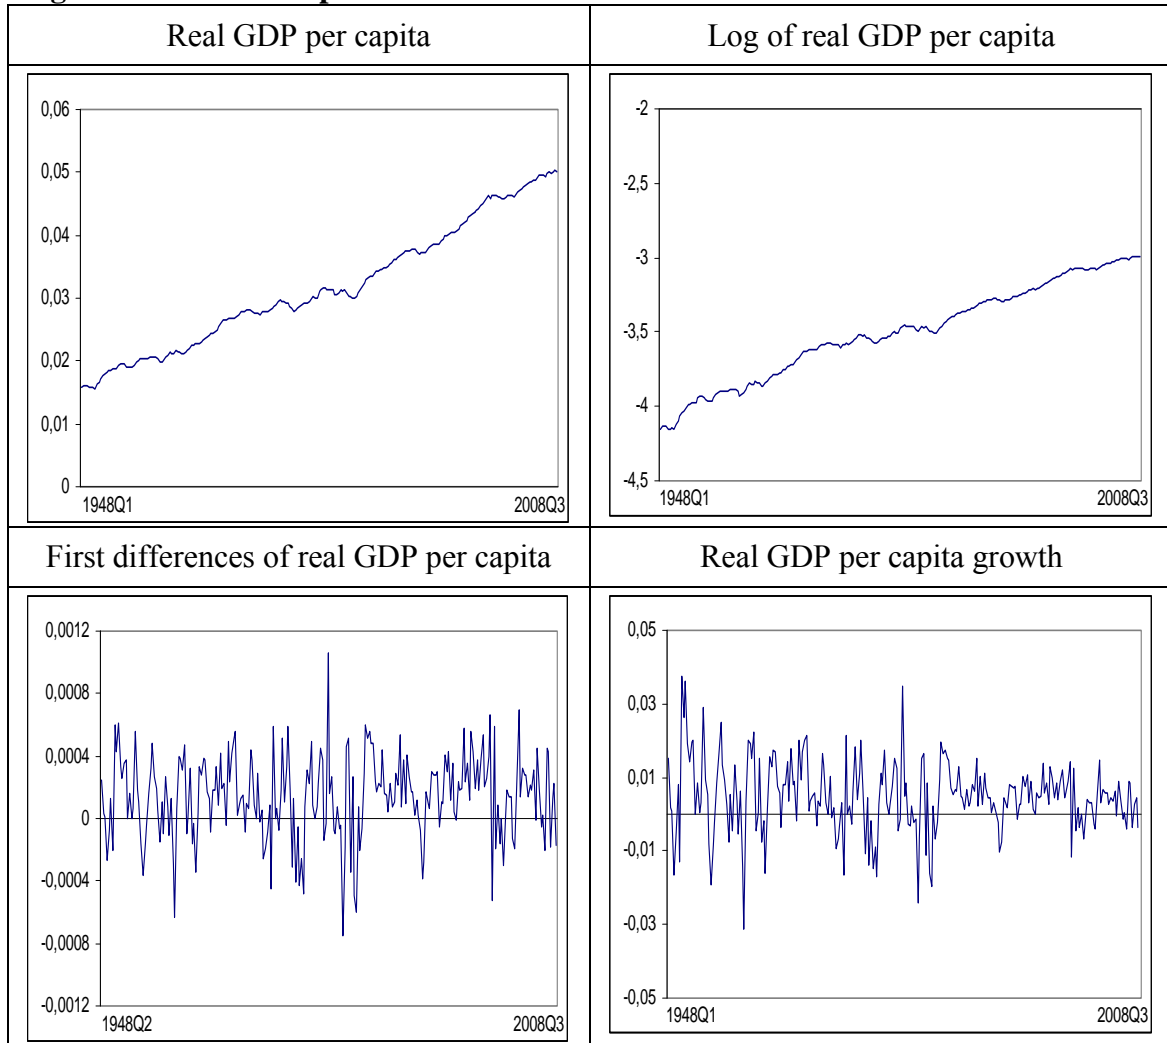 Real GDP per capita
Log of real GDP per capita
0,06
0,05
0,04
0,03
0,02
0,01
0
1948Q1
2008Q3
-2
-2,5
-3
-3,5
-4
-4,5
1948Q1
2008Q3
First differences of real GDP per capita
Real GDP per capita growth
0,0012
0,0008
0,0004
0
-0,0004
-0,0008
-0,0012
1948Q2
2008Q3
0,05
0,03
0,01
-0,01
-0,03
-0,05
1948Q1
2008Q3